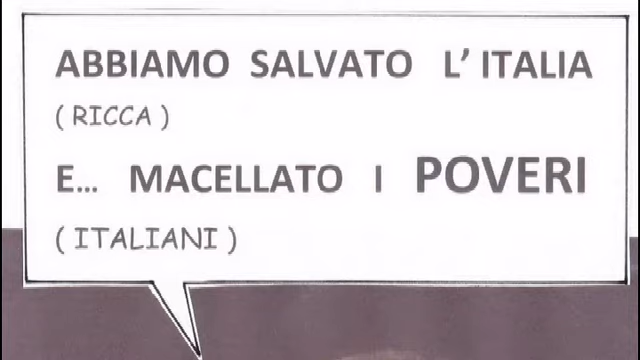 ABBIAMO SALVATO L' ITALIA
( RICCA )
E... MACELLATO I POVERI
( ITALIANI )